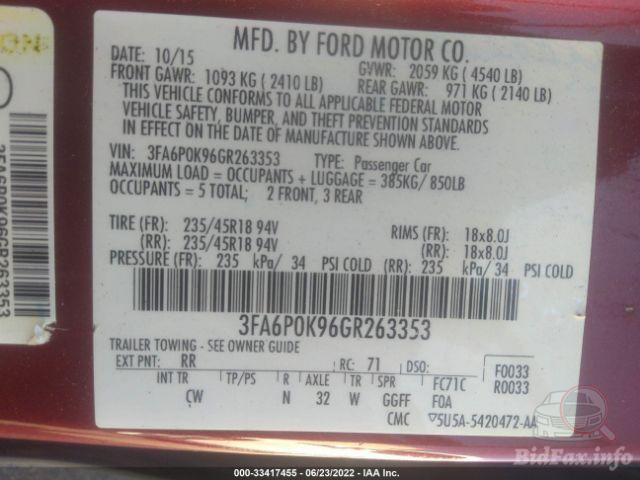 MFD. BY FORD MOTOR CO.
DATE: 10/15 GVWR: 2059 KG ( 4540 LB)
FRONT GAWR: 1093 KG ( 2410 LB) REAR GAWR: 971 KG ( 2140 LB)
THIS VEHICLE CONFORMS TO ALL APPLICABLE FEDERAL MOTOR
VEHICLE SAFETY, BUMPER, AND THEFT PREVENTION STANDARDS
IN EFFECT ON THE DATE OF MANUFACTURE SHOWN ABOVE.
VIN: 3FA6P0K96GR263353 TYPE: Passenger Car
MAXIMUM LOAD = OCCUPANTS + LUGGAGE = 385KG/ 850LB
OCCUPANTS = 5 TOTAL; 2 FRONT, 3 REAR
TIRE (FR): 235/45R18 94V RIMS (FR): 18x8.0J
(RR): 235/45R18 94V (RR): 18x8.0J
PRESSURE (FR): 235 kPa/ 34 PSI COLD (RR): 235 kPa/ 34 PSI COLD
3FA6P0K96GR263353
TRAILER TOWING - SEE OWNER GUIDE
EXT PNT: RR RC: 71 DSO: F0033
INT TR TP/PS R AXLE TR SPR FC71C R0033
CW N 32 W GGFF F0A
CMC 5U5A-5420472-AA
3FA6P0K96GR263353
BidFax.info
000-33417455 - 06/23/2022 - IAA Inc.